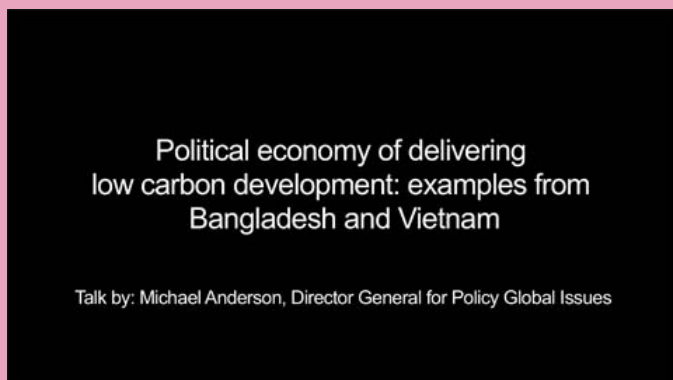 Political economy of delivering
low carbon development: examples from
Bangladesh and Vietnam
Talk by: Michael Anderson, Director General for Policy Global Issues